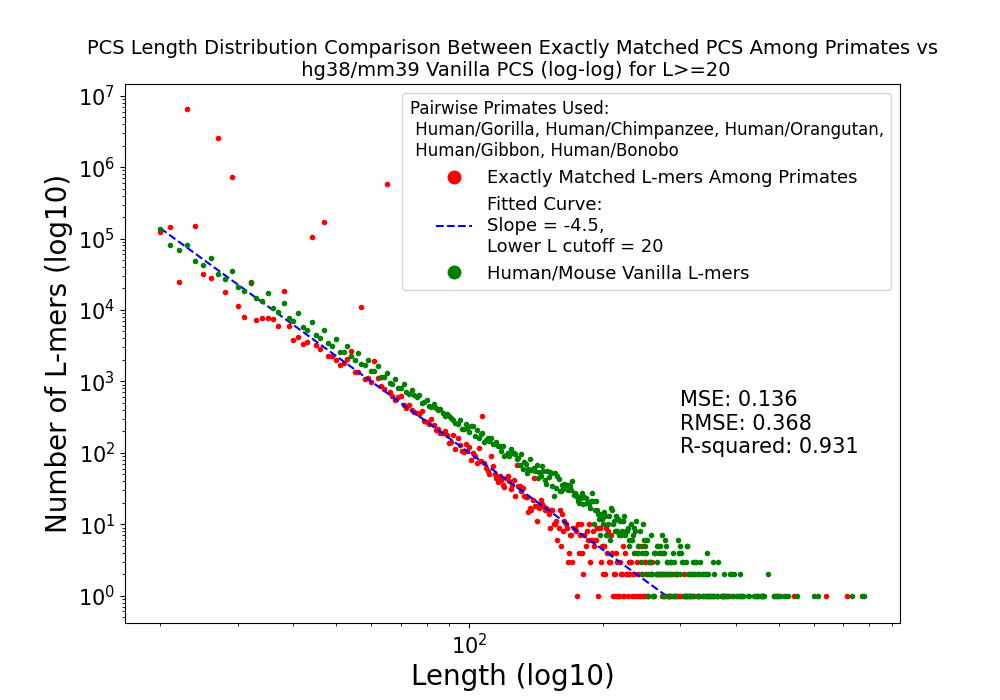 PCS Length Distribution Comparison Between Exactly Matched PCS Among Primates vs
hg38/mm39 Vanilla PCS (log-log) for L>=20
Number of L-mers (log10)
10⁷
10⁶
10⁵
10⁴
10³
10²
10¹
10⁰
Pairwise Primates Used:
Human/Gorilla, Human/Chimpanzee, Human/Orangutan,
Human/Gibbon, Human/Bonobo
Exactly Matched L-mers Among Primates
Fitted Curve:
Slope = -4.5,
Lower L cutoff = 20
Human/Mouse Vanilla L-mers
MSE: 0.136
RMSE: 0.368
R-squared: 0.931
10²
Length (log10)